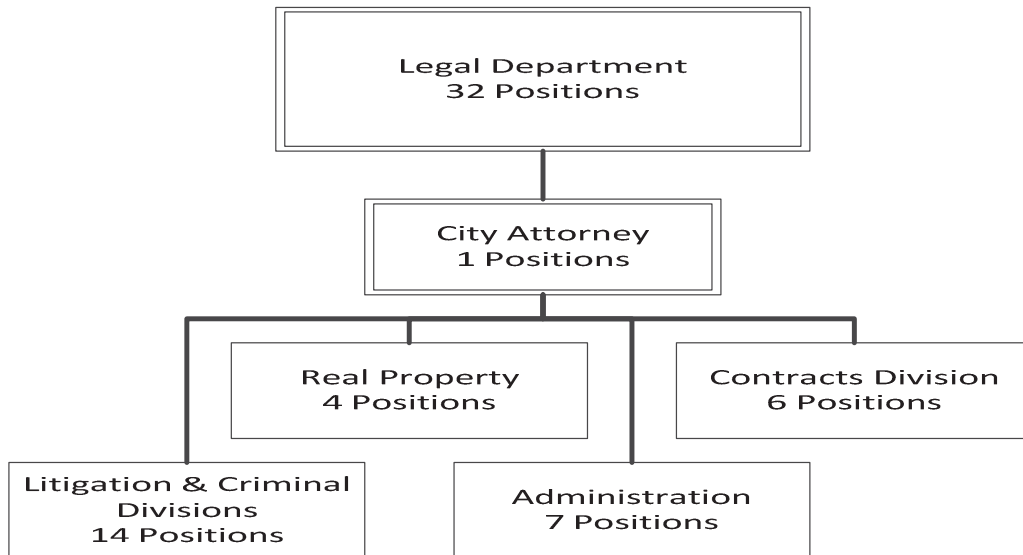 Legal Department
32 Positions
City Attorney
1 Positions
Real Property
4 Positions
Contracts Division
6 Positions
Litigation & Criminal
Divisions
14 Positions
Administration
7 Positions